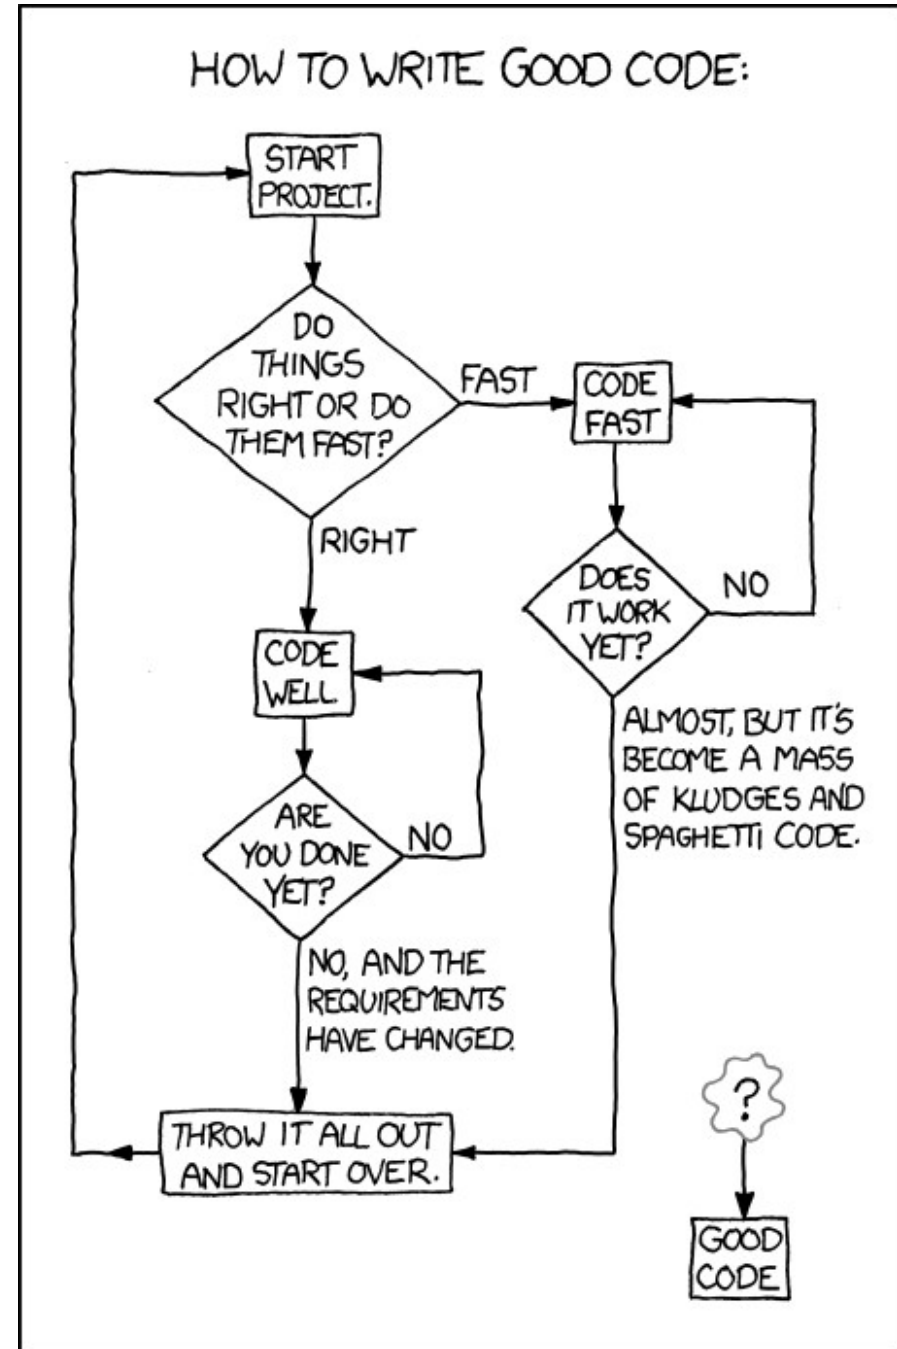 HOW TO WRITE GOOD CODE:
START
PROJECT.
DO
THINGS
RIGHT OR DO
THEM FAST?
FAST
CODE
FAST
RIGHT
DOES
IT WORK
YET?
NO
CODE
WELL.
ALMOST, BUT IT'S
BECOME A MASS
OF KLUDGES AND
SPAGHETTI CODE.
ARE
YOU DONE
YET?
NO
NO, AND THE
REQUIREMENTS
HAVE CHANGED.
THROW IT ALL OUT
AND START OVER.
?
GOOD
CODE